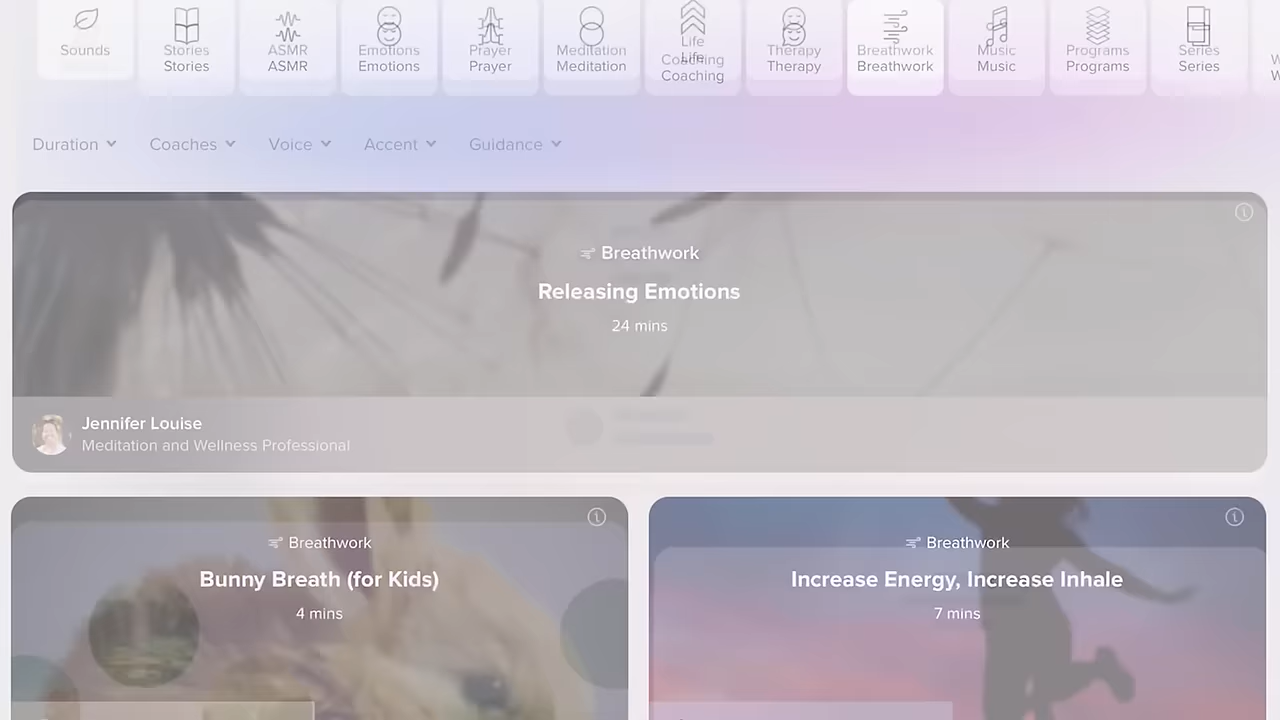 Sounds
Stories
Stories
ASMR
ASMR
Emotions
Emotions
Prayer
Prayer
Meditation
Meditation
Life
Life
Coaching
Coaching
Therapy
Therapy
Breathwork
Breathwork
Music
Music
Programs
Programs
Series
Series
Duration
Coaches
Voice
Accent
Guidance
Breathwork
Releasing Emotions
24 mins
Jennifer Louise
Meditation and Wellness Professional
Breathwork
Bunny Breath (for Kids)
4 mins
Breathwork
Increase Energy, Increase Inhale
7 mins